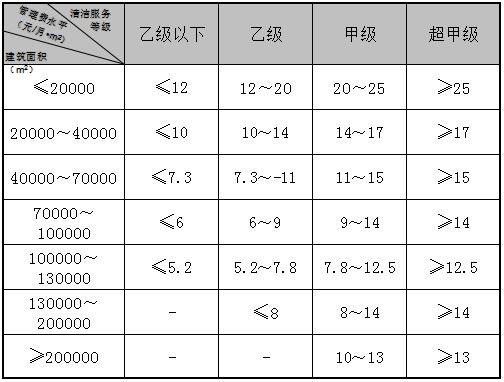 清洁服务
等级
管理费水平
(元/月·m²)
建筑面积
(m²)
乙级以下 乙级 甲级 超甲级
≤20000 ≤12 12～20 20～25 ≥25
20000～40000 ≤10 10～14 14～17 ≥17
40000～70000 ≤7.3 7.3～-11 11～15 ≥15
70000～
100000 ≤6 6～9 9～14 ≥14
100000～
130000 ≤5.2 5.2～7.8 7.8～12.5 ≥12.5
130000～
200000 - ≤8 8～14 ≥14
≥200000 - - 10～13 ≥13